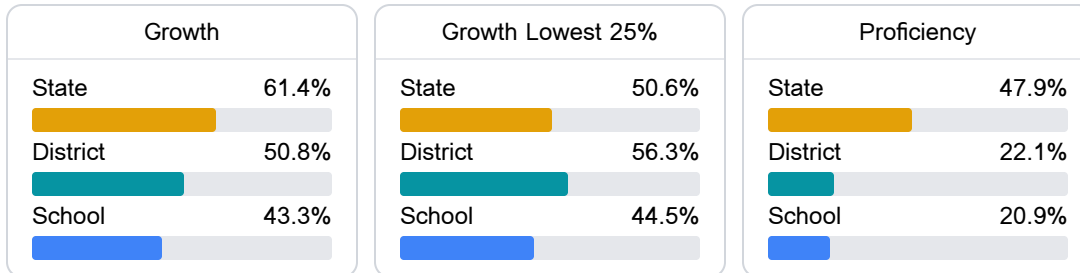 Growth
State 61.4%
District 50.8%
School 43.3%
Growth Lowest 25%
State 50.6%
District 56.3%
School 44.5%
Proficiency
State 47.9%
District 22.1%
School 20.9%